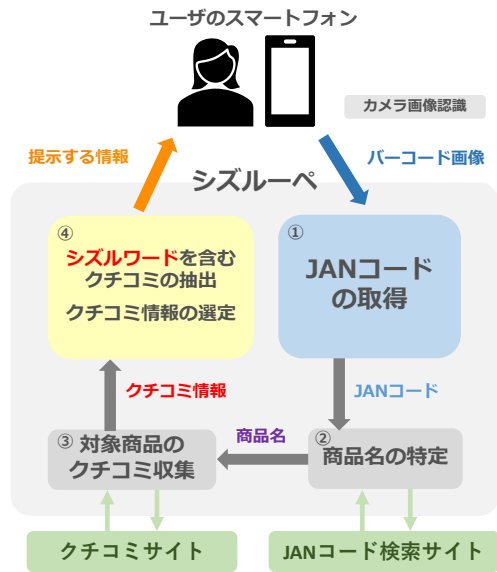 ユーザのスマートフォン
カメラ画像認識
提示する情報
バーコード画像
シズルーペ
①
JANコード
の取得
④
シズルワードを含む
クチコミの抽出
クチコミ情報の選定
クチコミ情報
JANコード
③ 対象商品の
クチコミ収集
商品名
②
商品名の特定
クチコミサイト
JANコード検索サイト